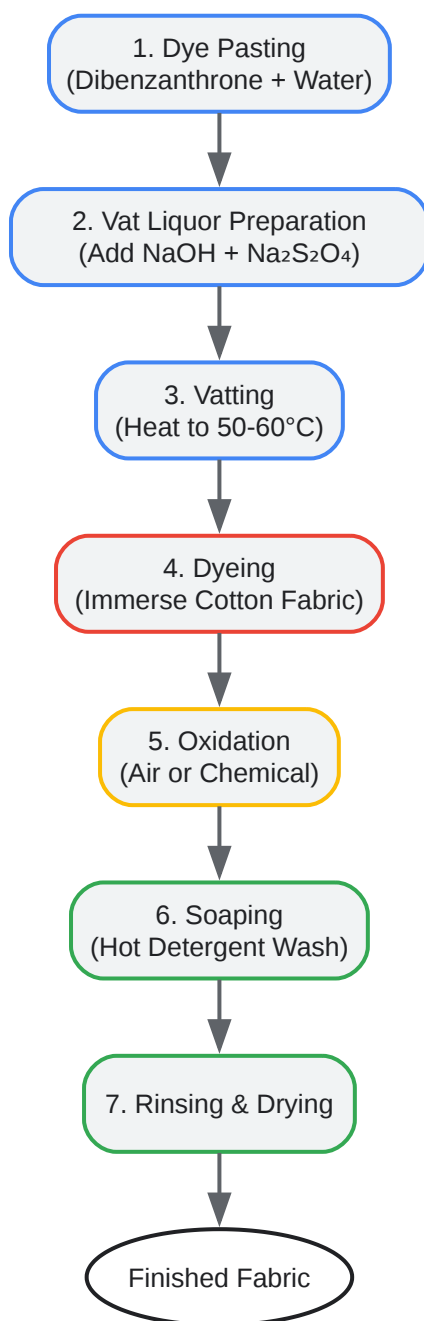 1. Dye Pasting
(Dibenzanthrone + Water)
2. Vat Liquor Preparation
(Add NaOH + Na₂S₂O₄)
3. Vatting
(Heat to 50-60°C)
4. Dyeing
(Immerse Cotton Fabric)
5. Oxidation
(Air or Chemical)
6. Soaping
(Hot Detergent Wash)
7. Rinsing & Drying
Finished Fabric